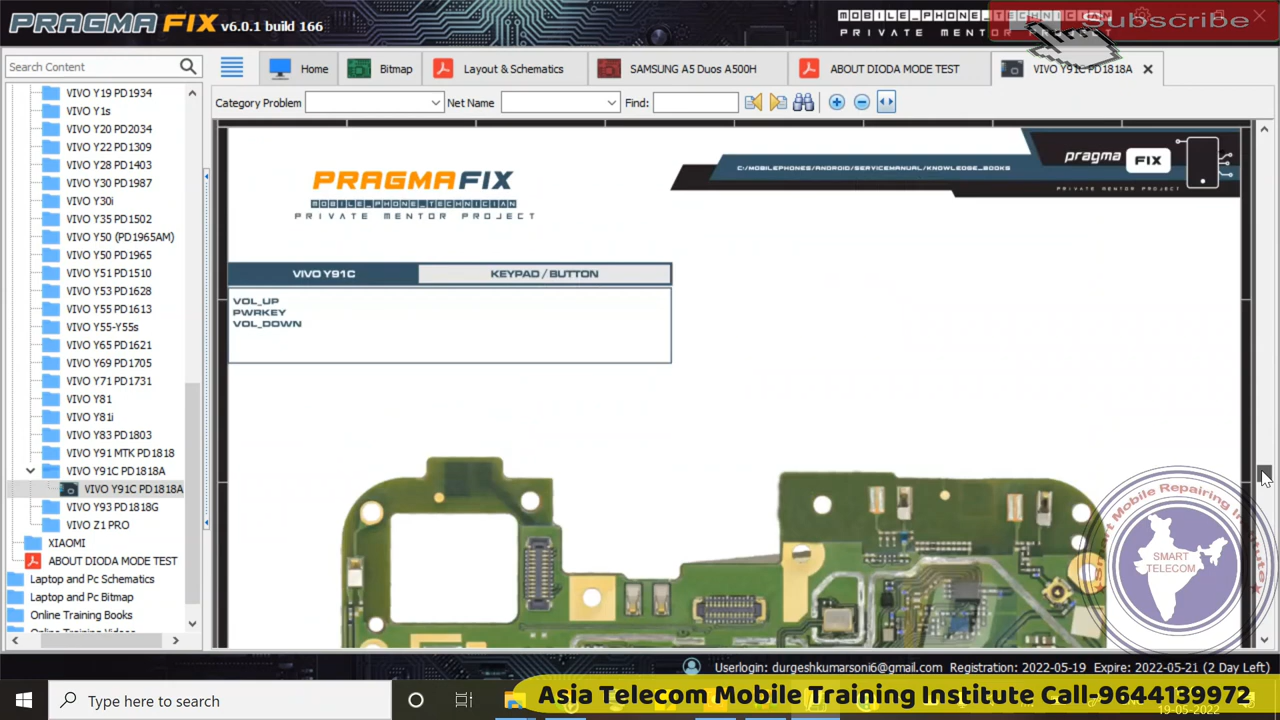 PRAGMA FIX v6.0.1 build 166
MOBILE_PHONE_TECHNICIAN
PRIVATE MENTOR PROJECT
Subscribe
Search Content
Home
Bitmap
Layout & Schematics
SAMSUNG A5 Duos A500H
ABOUT DIODA MODE TEST
VIVO Y91C PD1818A
Category Problem
Net Name
Find:
VIVO Y19 PD1934
VIVO Y1s
VIVO Y20 PD2034
VIVO Y22 PD1309
VIVO Y28 PD1403
VIVO Y30 PD1987
VIVO Y30i
VIVO Y35 PD1502
VIVO Y50 (PD1965AM)
VIVO Y50 PD1965
VIVO Y51 PD1510
VIVO Y53 PD1628
VIVO Y55 PD1613
VIVO Y55-Y55s
VIVO Y65 PD1621
VIVO Y69 PD1705
VIVO Y71 PD1731
VIVO Y81
VIVO Y81i
VIVO Y83 PD1803
VIVO Y91 MTK PD1818
VIVO Y91C PD1818A
VIVO Y91C PD1818A
VIVO Y93 PD1818G
VIVO Z1 PRO
XIAOMI
ABOUT DIODA MODE TEST
Laptop and Pc Schematics
Laptop and Pc Bitmap
Online Training Books
Online Training Videos
PRAGMAFIX
MOBILE_PHONE_TECHNICIAN
PRIVATE MENTOR PROJECT
C:/MOBILEPHONES/ANDROID/SERVICEMANUAL/KNOWLEDGE_BOOKS
pragma FIX
PRIVATE MENTOR PROJECT
VIVO Y91C
KEYPAD / BUTTON
VOL_UP
PWRKEY
VOL_DOWN
SMART
TELECOM
Userlogin: durgeshkumarsoni6@gmail.com Registration: 2022-05-19 Expire: 2022-05-21 (2 Day Left)
Type here to search
Asia Telecom Mobile Training Institute Call-9644139972
19-05-2022